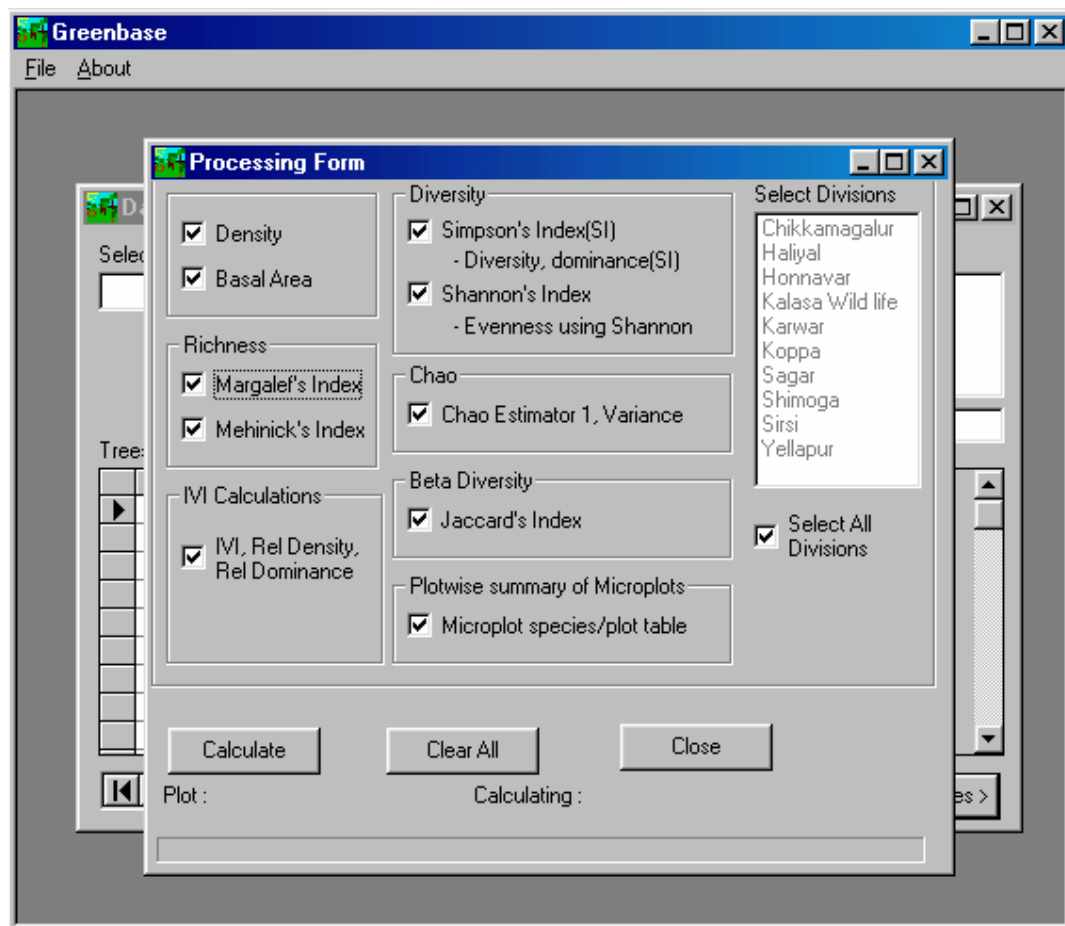 Greenbase
File About
Processing Form
Density
Basal Area
Richness
Margalef's Index
Mehinick's Index
IVI Calculations
IVI, Rel Density,
Rel Dominance
Diversity
Simpson's Index(SI)
- Diversity, dominance(SI)
Shannon's Index
- Evenness using Shannon
Chao
Chao Estimator 1, Variance
Beta Diversity
Jaccard's Index
Plotwise summary of Microplots
Microplot species/plot table
Select Divisions
Chikkamagalur
Haliyal
Honnavar
Kalasa Wild life
Karwar
Koppa
Sagar
Shimoga
Sirsi
Yellapur
Select All
Divisions
Calculate
Clear All
Close
Plot :
Calculating :